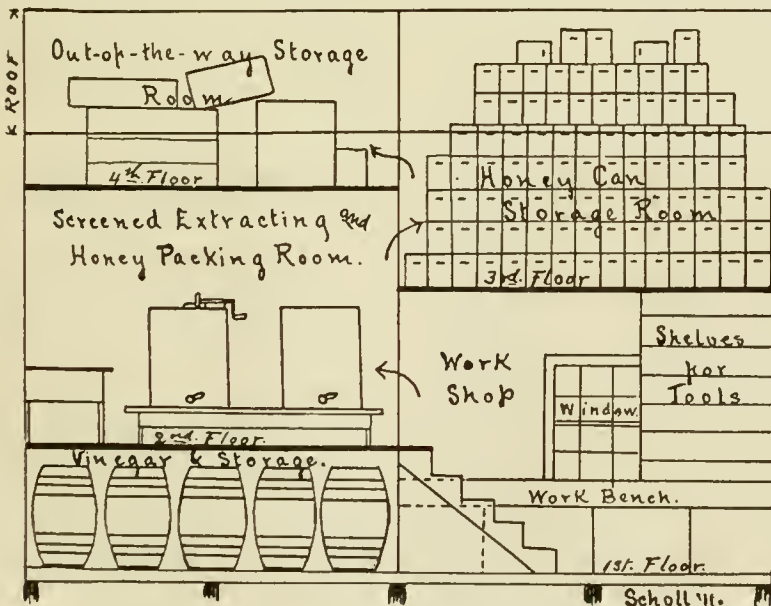 ROOF
Out-of-the-way Storage
Room
4th Floor
Honey Can
Storage Room
3rd. Floor
Screened Extracting and
Honey Packing Room.
Work
Shop
Window
Shelves
for
Tools
2nd. Floor.
Vinegar & Storage.
Work Bench.
1st. Floor.
Scholl '11.